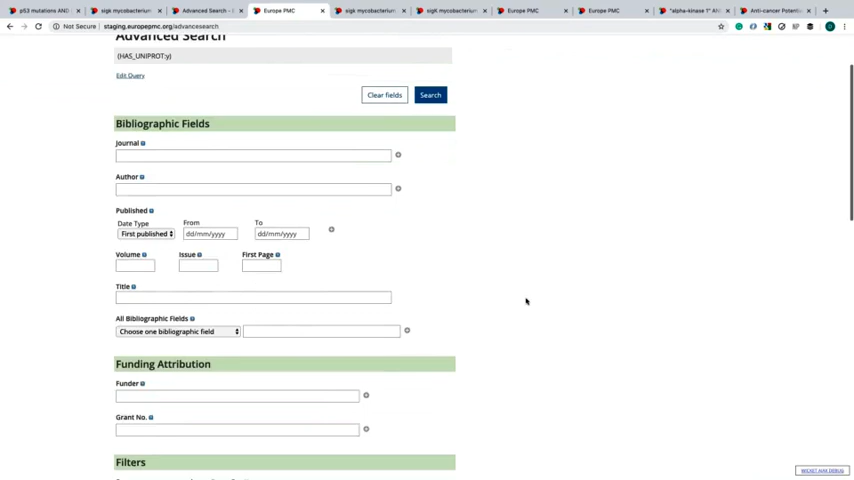 p53 mutations AND
sigk mycobacterium
Advanced Search -
Europe PMC
sigk mycobacterium
sigK mycobacterium
Europe PMC
Europe PMC
"alpha-kinase 1" AND
Anti-cancer Potenti
Not Secure | staging.europepmc.org/advancesearch
Advanced Search
(HAS_UNIPROT:y)
Edit Query
Clear fields Search
Bibliographic Fields
Journal
Author
Published
Date Type From To
First published dd/mm/yyyy dd/mm/yyyy
Volume Issue First Page
Title
All Bibliographic Fields
Choose one bibliographic field
Funding Attribution
Funder
Grant No.
Filters
WICKET AJAX DEBUG